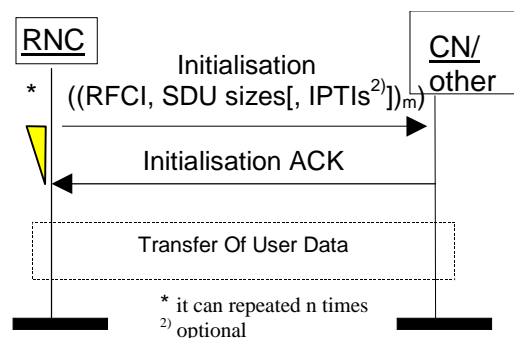 RNC
CN/
other
Initialisation
*
((RFCI, SDU sizes[, IPTIs²⁾])ₘ)
Initialisation ACK
Transfer Of User Data
* it can repeated n times
²⁾ optional